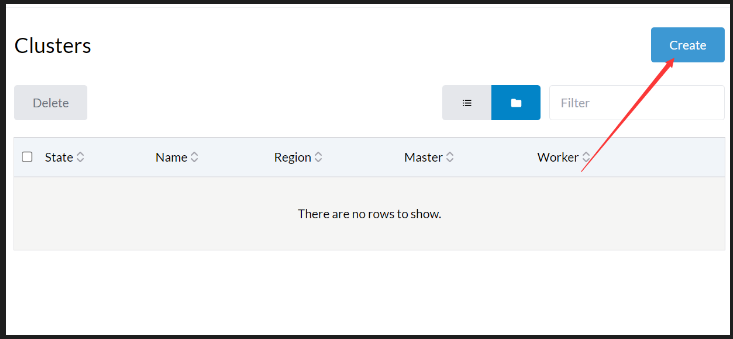 Clusters
Create
Delete
Filter
State Name Region Master Worker
There are no rows to show.